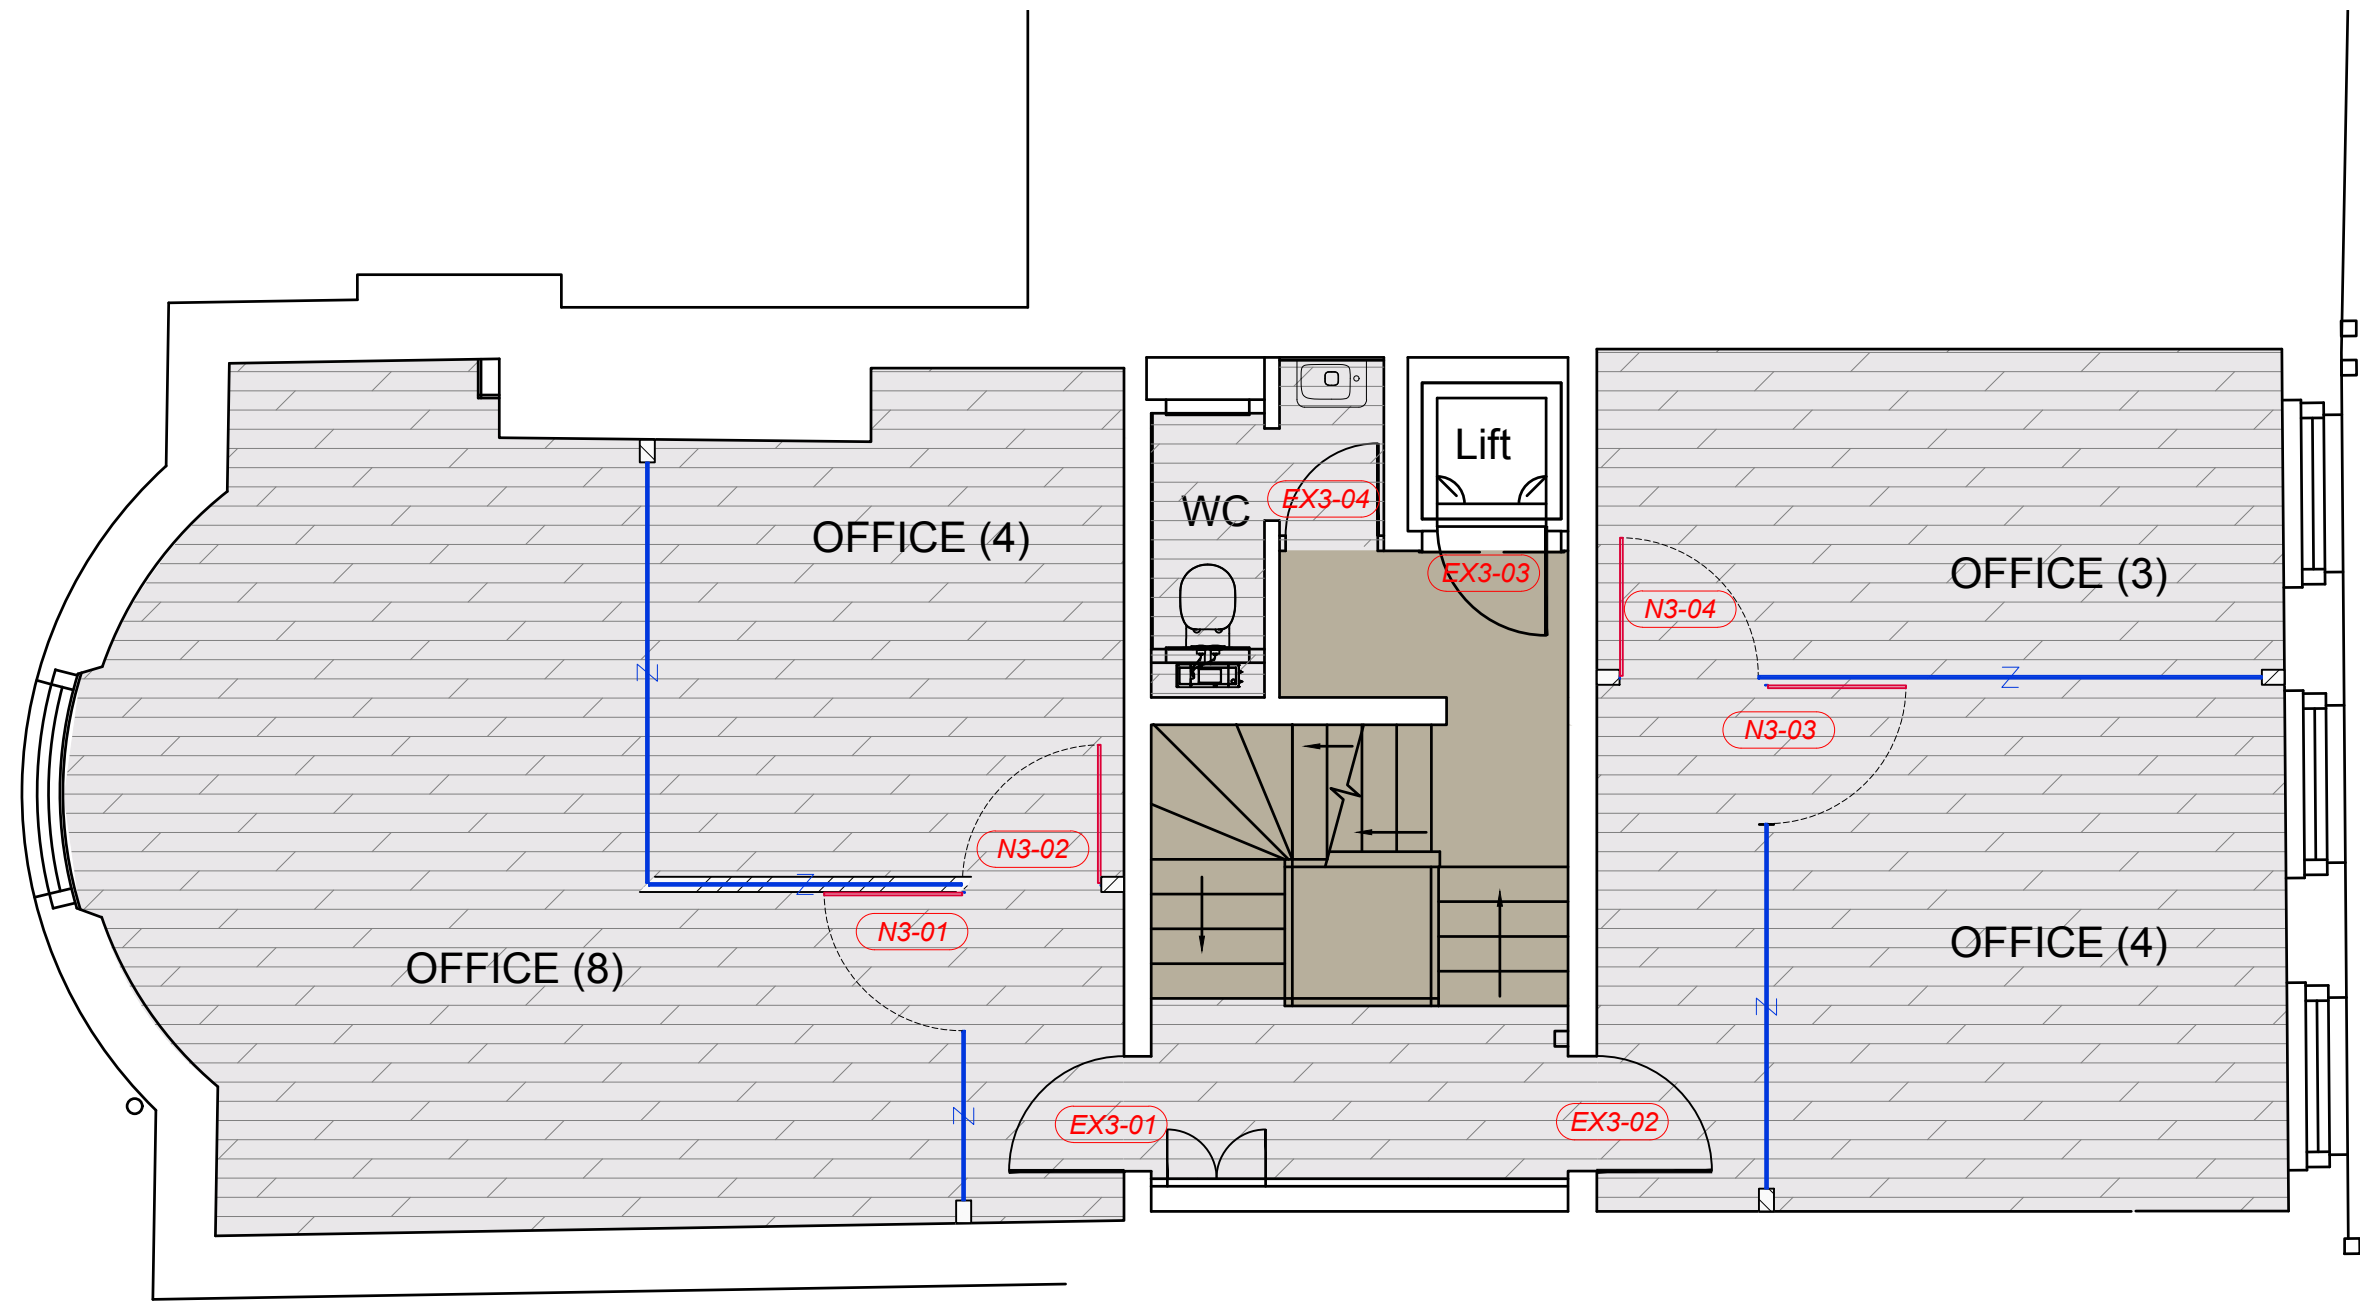 Lift
EX3-04
WC
OFFICE (4)
EX3-03
OFFICE (3)
N3-04
Z
Z
N3-03
N3-02
Z
N3-01
OFFICE (4)
OFFICE (8)
Z
Z
EX3-01
EX3-02